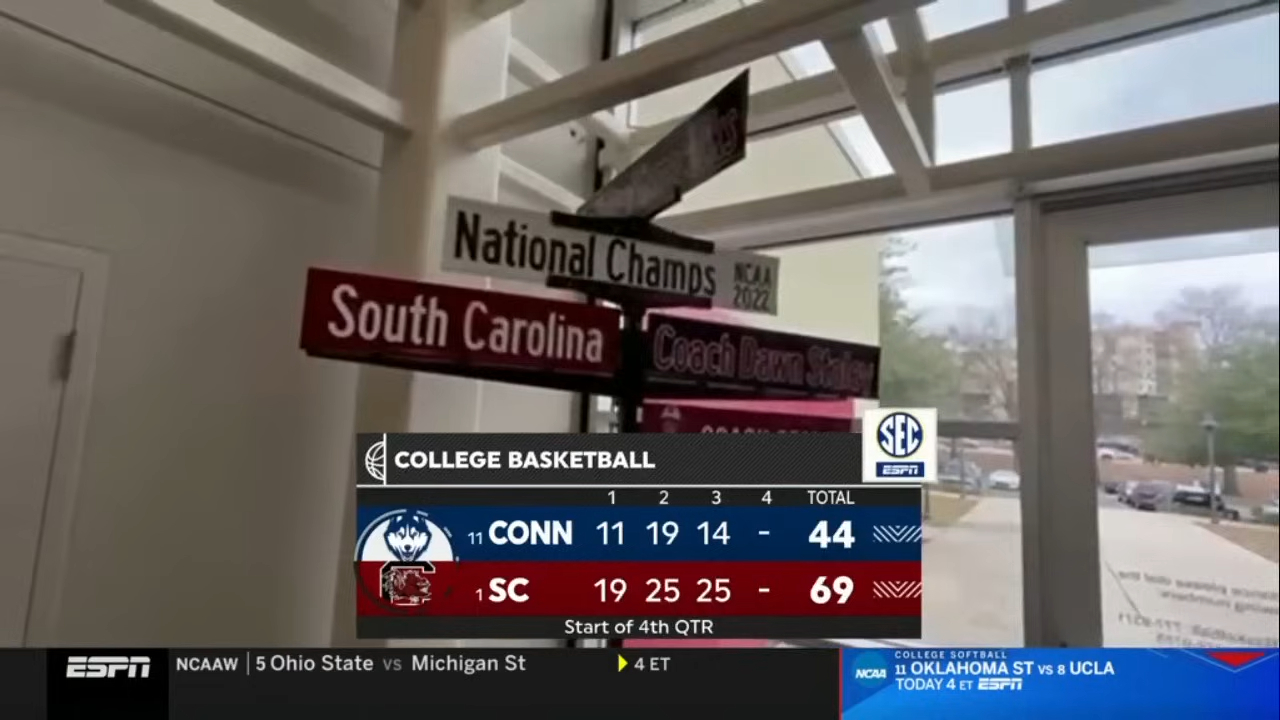 National Champs NCAA 2022
South Carolina
Coach Dawn Staley
SEC
ESPN
COLLEGE BASKETBALL
1 2 3 4 TOTAL
11 CONN 11 19 14 - 44
1 SC 19 25 25 - 69
Start of 4th QTR
ESPN NCAAW 5 Ohio State vs Michigan St 4 ET
COLLEGE SOFTBALL
NCAA 11 OKLAHOMA ST VS 8 UCLA
TODAY 4 ET ESPN